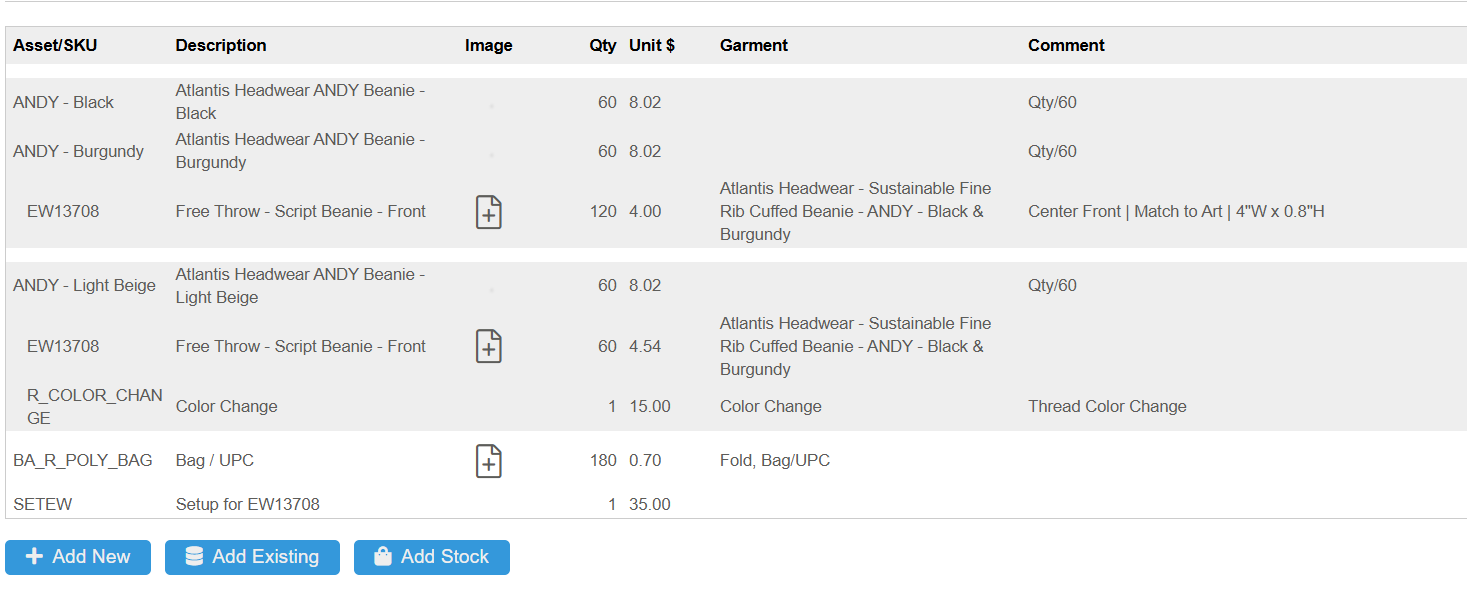 Asset/SKU Description Image Qty Unit $ Garment Comment
ANDY - Black Atlantis Headwear ANDY Beanie - Black 60 8.02 Qty/60
ANDY - Burgundy Atlantis Headwear ANDY Beanie - Burgundy 60 8.02 Qty/60
EW13708 Free Throw - Script Beanie - Front 120 4.00 Atlantis Headwear - Sustainable Fine Rib Cuffed Beanie - ANDY - Black & Burgundy Center Front | Match to Art | 4"W x 0.8"H
ANDY - Light Beige Atlantis Headwear ANDY Beanie - Light Beige 60 8.02 Qty/60
EW13708 Free Throw - Script Beanie - Front 60 4.54 Atlantis Headwear - Sustainable Fine Rib Cuffed Beanie - ANDY - Black & Burgundy
R_COLOR_CHANGE Color Change 1 15.00 Color Change Thread Color Change
BA_R_POLY_BAG Bag / UPC 180 0.70 Fold, Bag/UPC
SETEW Setup for EW13708 1 35.00
Add New Add Existing Add Stock